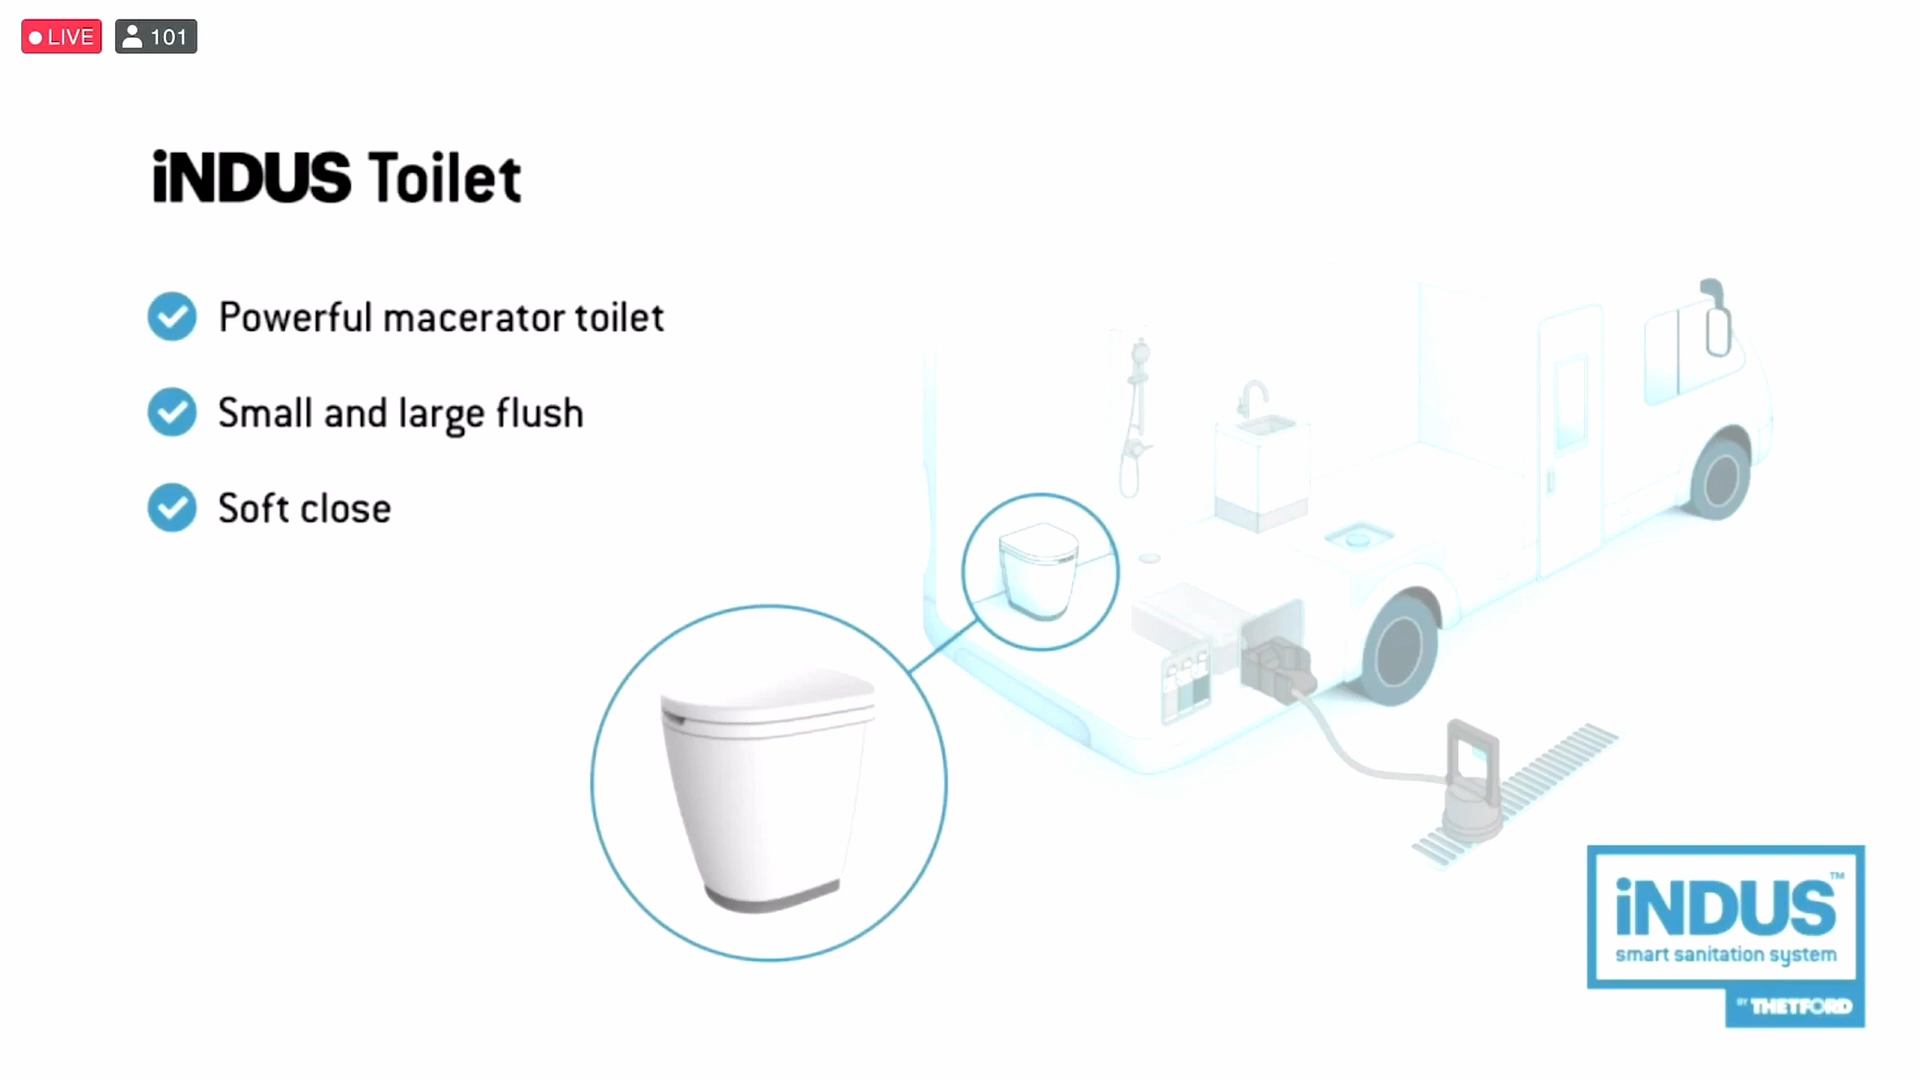 LIVE 101
iNDUS Toilet
Powerful macerator toilet
Small and large flush
Soft close
iNDUS™
smart sanitation system
BY THETFORD